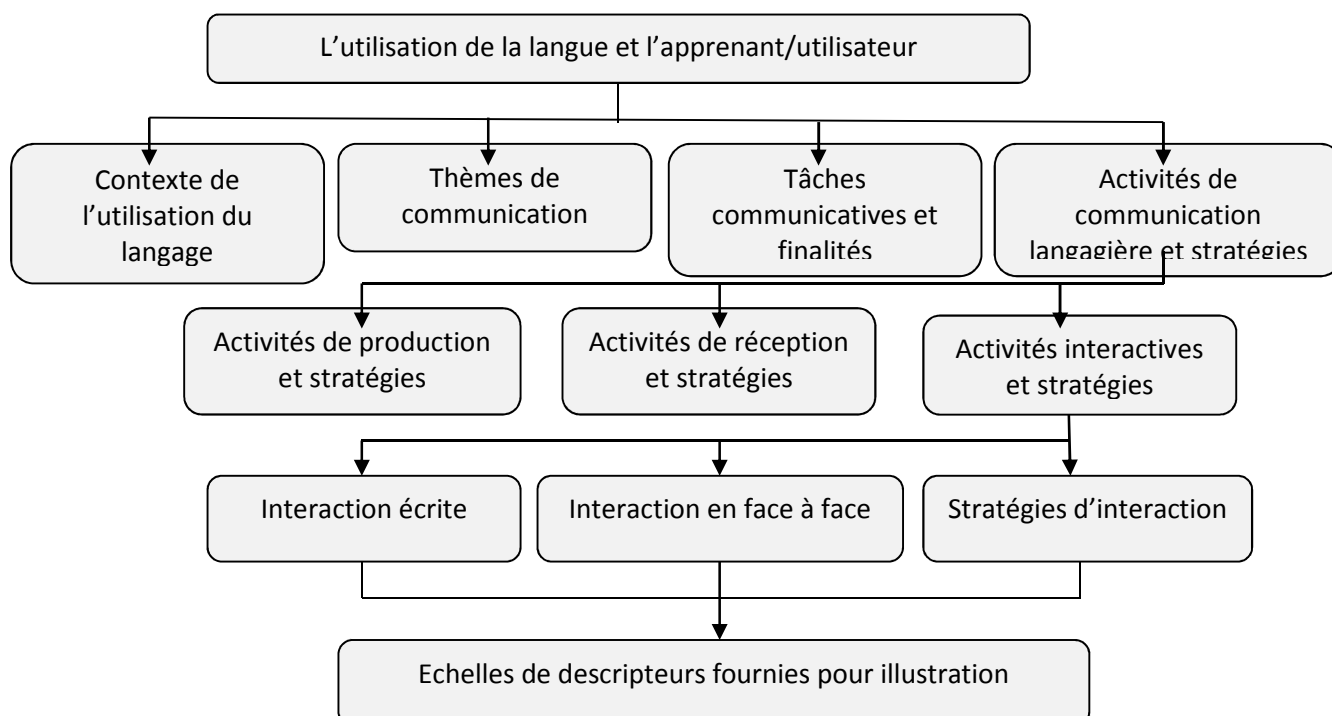 L’utilisation de la langue et l’apprenant/utilisateur
Contexte de
l’utilisation du
langage
Thèmes de
communication
Tâches
communicatives et
finalités
Activités de
communication
langagière et stratégies
Activités de production
et stratégies
Activités de réception
et stratégies
Activités interactives
et stratégies
Interaction écrite
Interaction en face à face
Stratégies d’interaction
Echelles de descripteurs fournies pour illustration